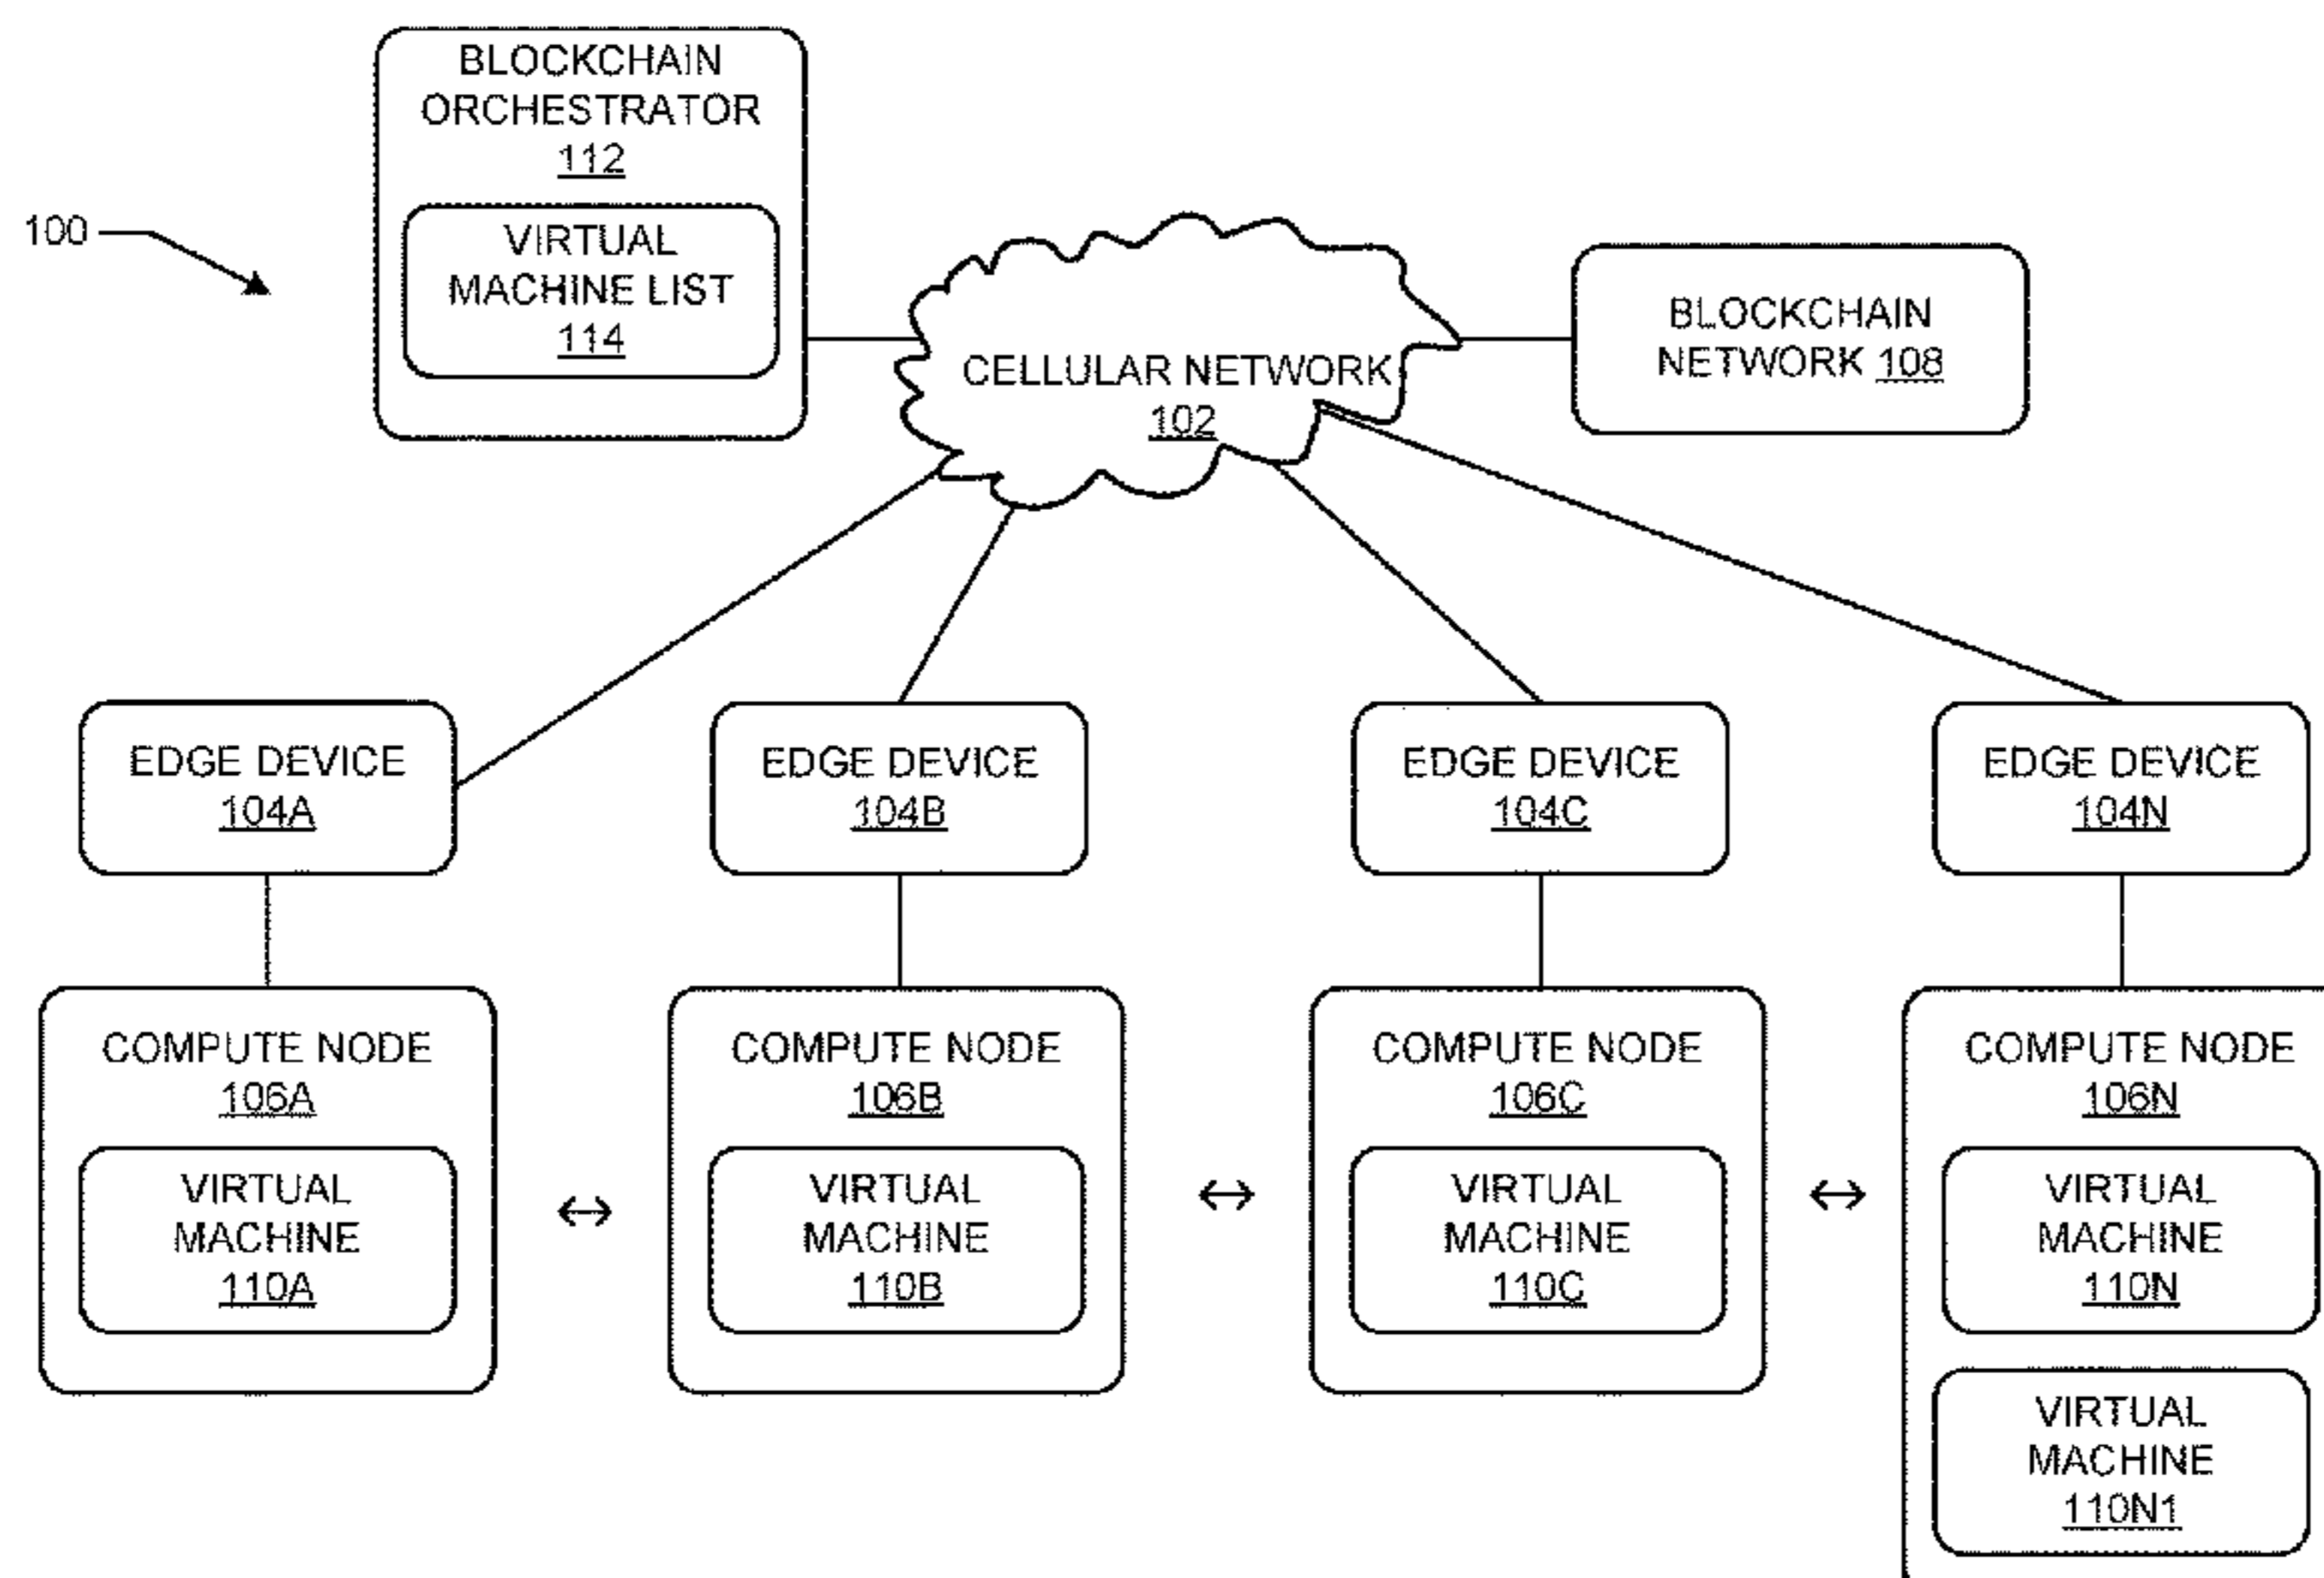 BLOCKCHAIN
ORCHESTRATOR
112
VIRTUAL
MACHINE LIST
114
100
CELLULAR NETWORK
102
BLOCKCHAIN
NETWORK 108
EDGE DEVICE
104A
EDGE DEVICE
104B
EDGE DEVICE
104C
EDGE DEVICE
104N
COMPUTE NODE
106A
VIRTUAL
MACHINE
110A
COMPUTE NODE
106B
VIRTUAL
MACHINE
110B
COMPUTE NODE
106C
VIRTUAL
MACHINE
110C
COMPUTE NODE
106N
VIRTUAL
MACHINE
110N
VIRTUAL
MACHINE
110N1